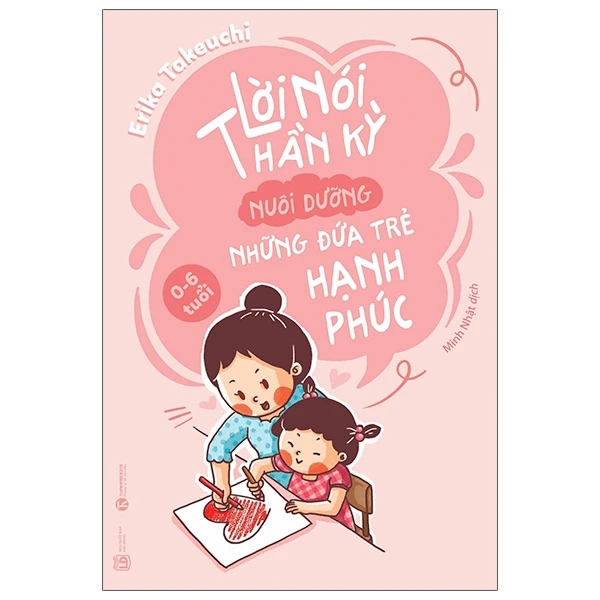 Erika Takeuchi
LỜI NÓI
THẦN KỲ
NUÔI DƯỠNG
NHỮNG ĐỨA TRẺ
HẠNH
PHÚC
0-6
tuổi
Minh Nhật dịch